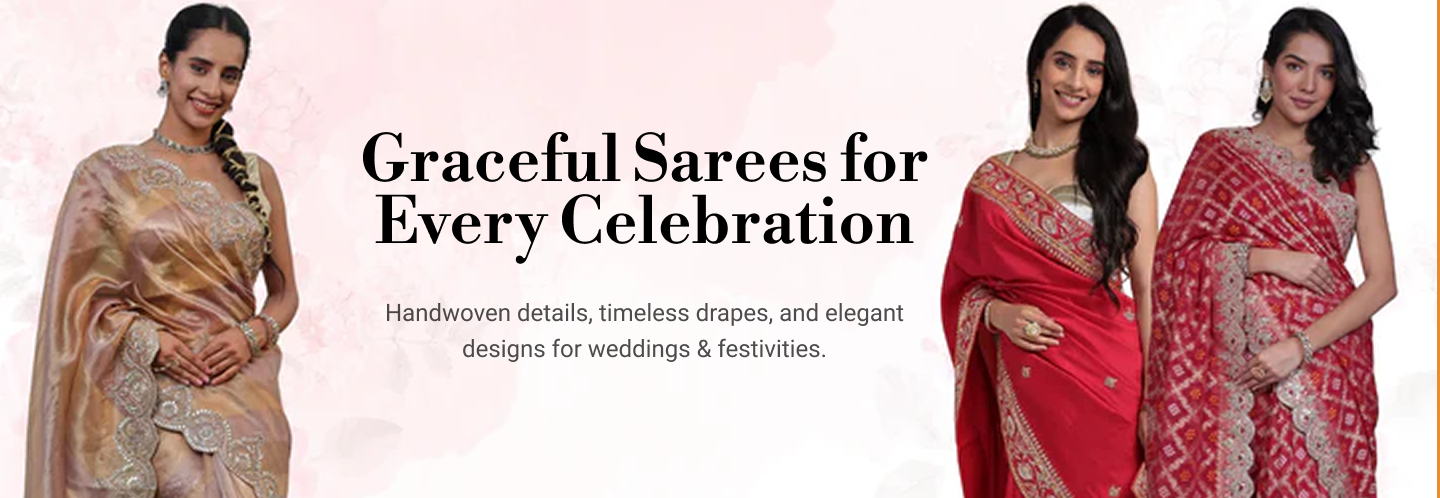 Graceful Sarees for
Every Celebration
Handwoven details, timeless drapes, and elegant
designs for weddings & festivities.